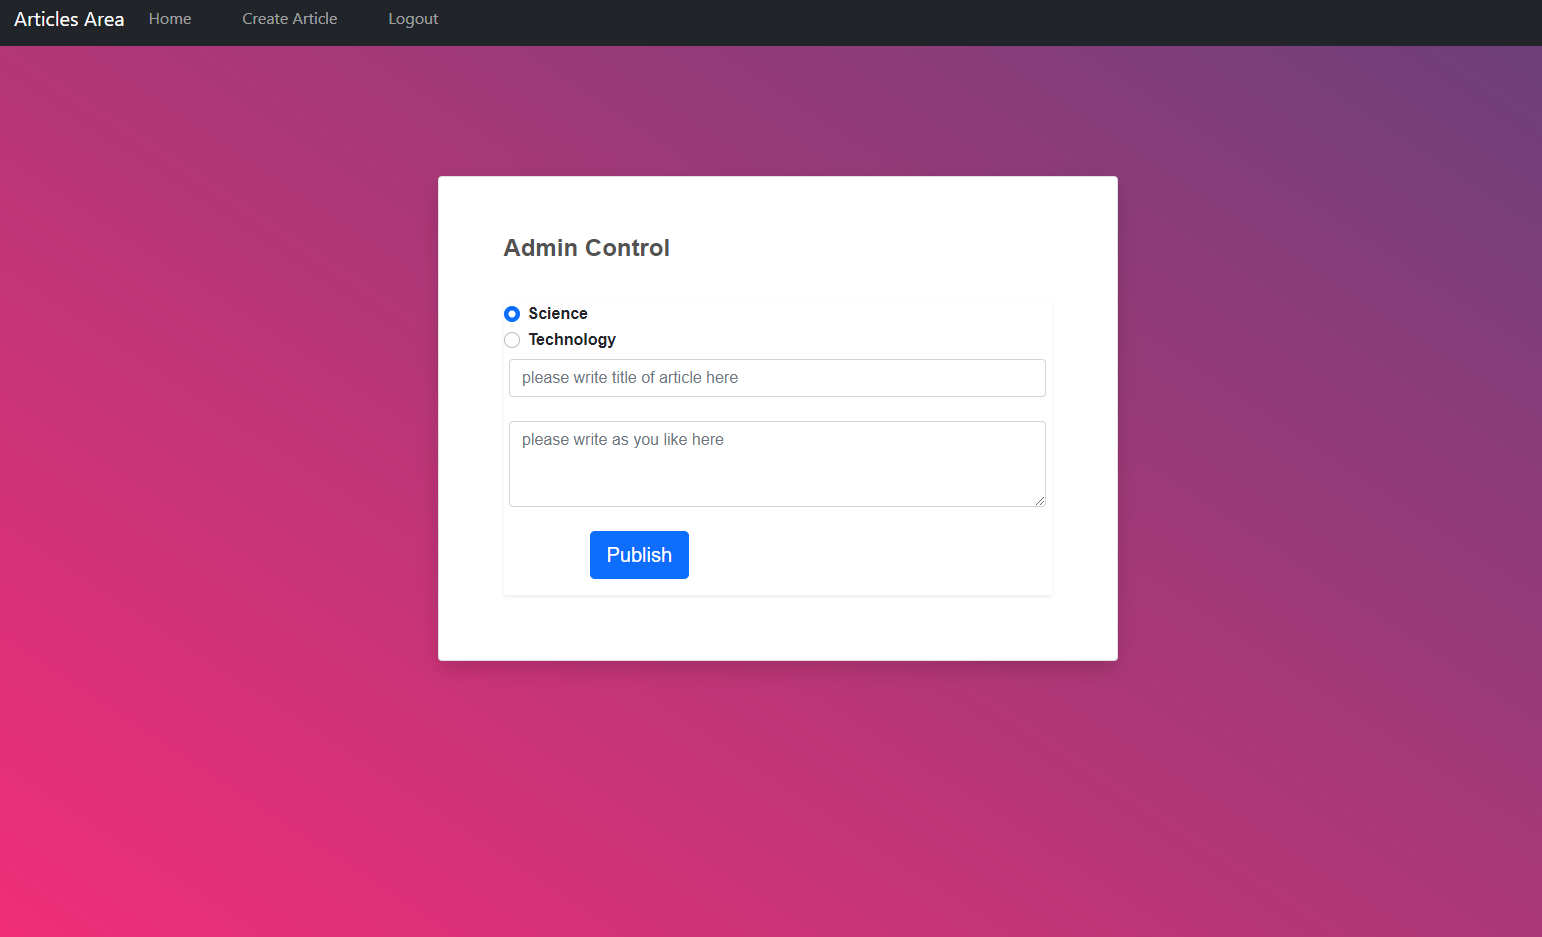 Articles Area Home Create Article Logout
Admin Control
Science
Technology
please write title of article here
please write as you like here
Publish